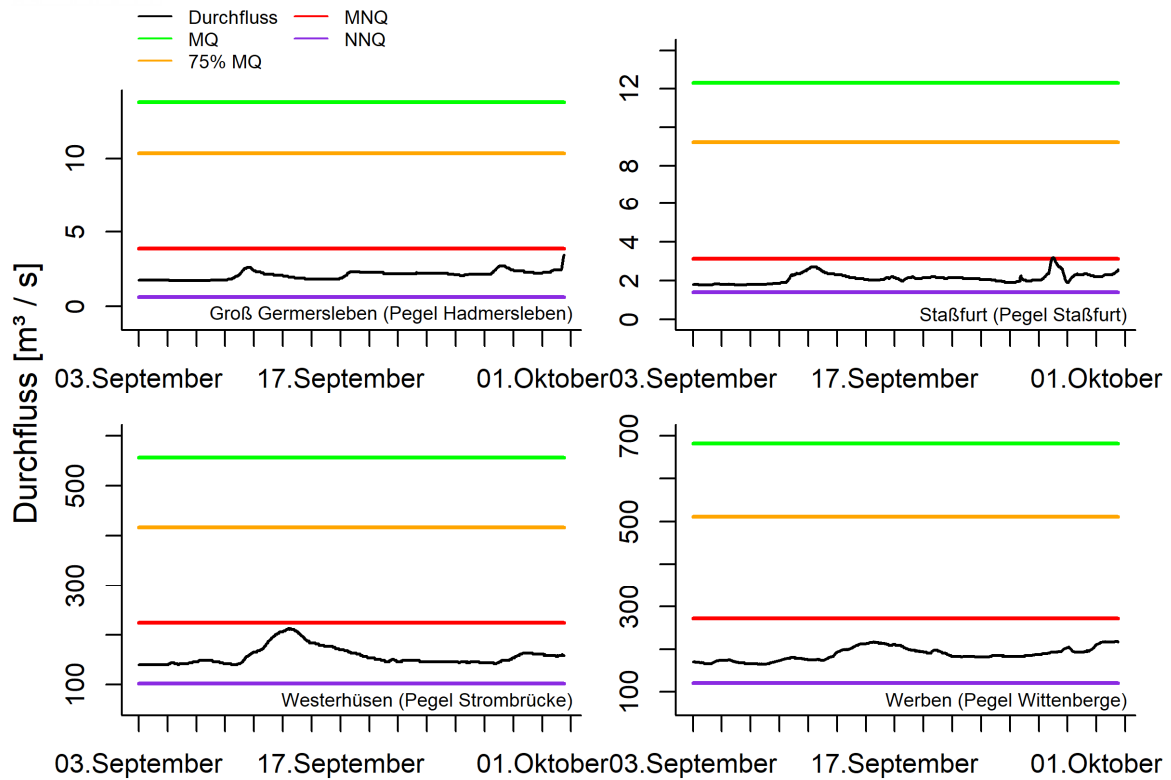 Durchfluss
MQ
75% MQ
MNQ
NNQ
Durchfluss [m³ / s]
10
5
0
Groß Germersleben (Pegel Hadmersleben)
03.September 17.September 01.Oktober
12
8
6
4
2
0
Staßfurt (Pegel Staßfurt)
03.September 17.September 01.Oktober
500
300
100
Westerhüsen (Pegel Strombrücke)
03.September 17.September 01.Oktober
700
500
300
100
Werben (Pegel Wittenberge)
03.September 17.September 01.Oktober